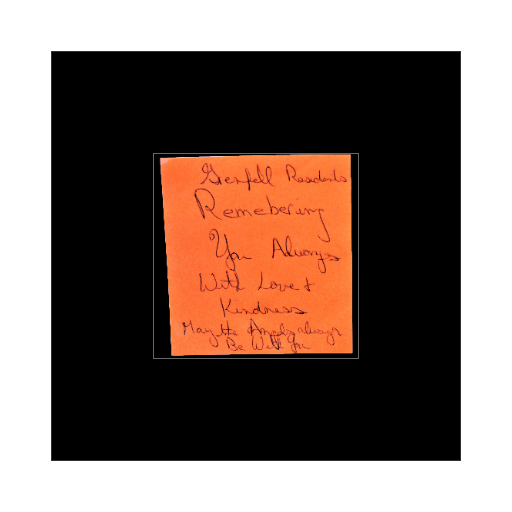 Grenfell Residents
Remebering
You Always
With Love &
Kindness
May the Angels always
Be With You